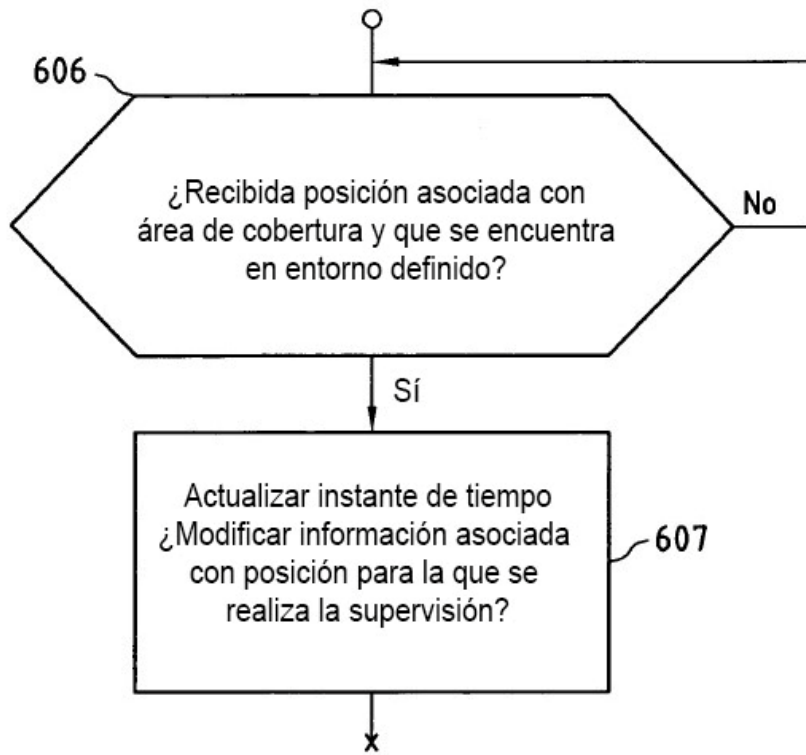 606
¿Recibida posición asociada con
área de cobertura y que se encuentra
en entorno definido?
No
Sí
Actualizar instante de tiempo
¿Modificar información asociada
con posición para la que se
realiza la supervisión?
607
x